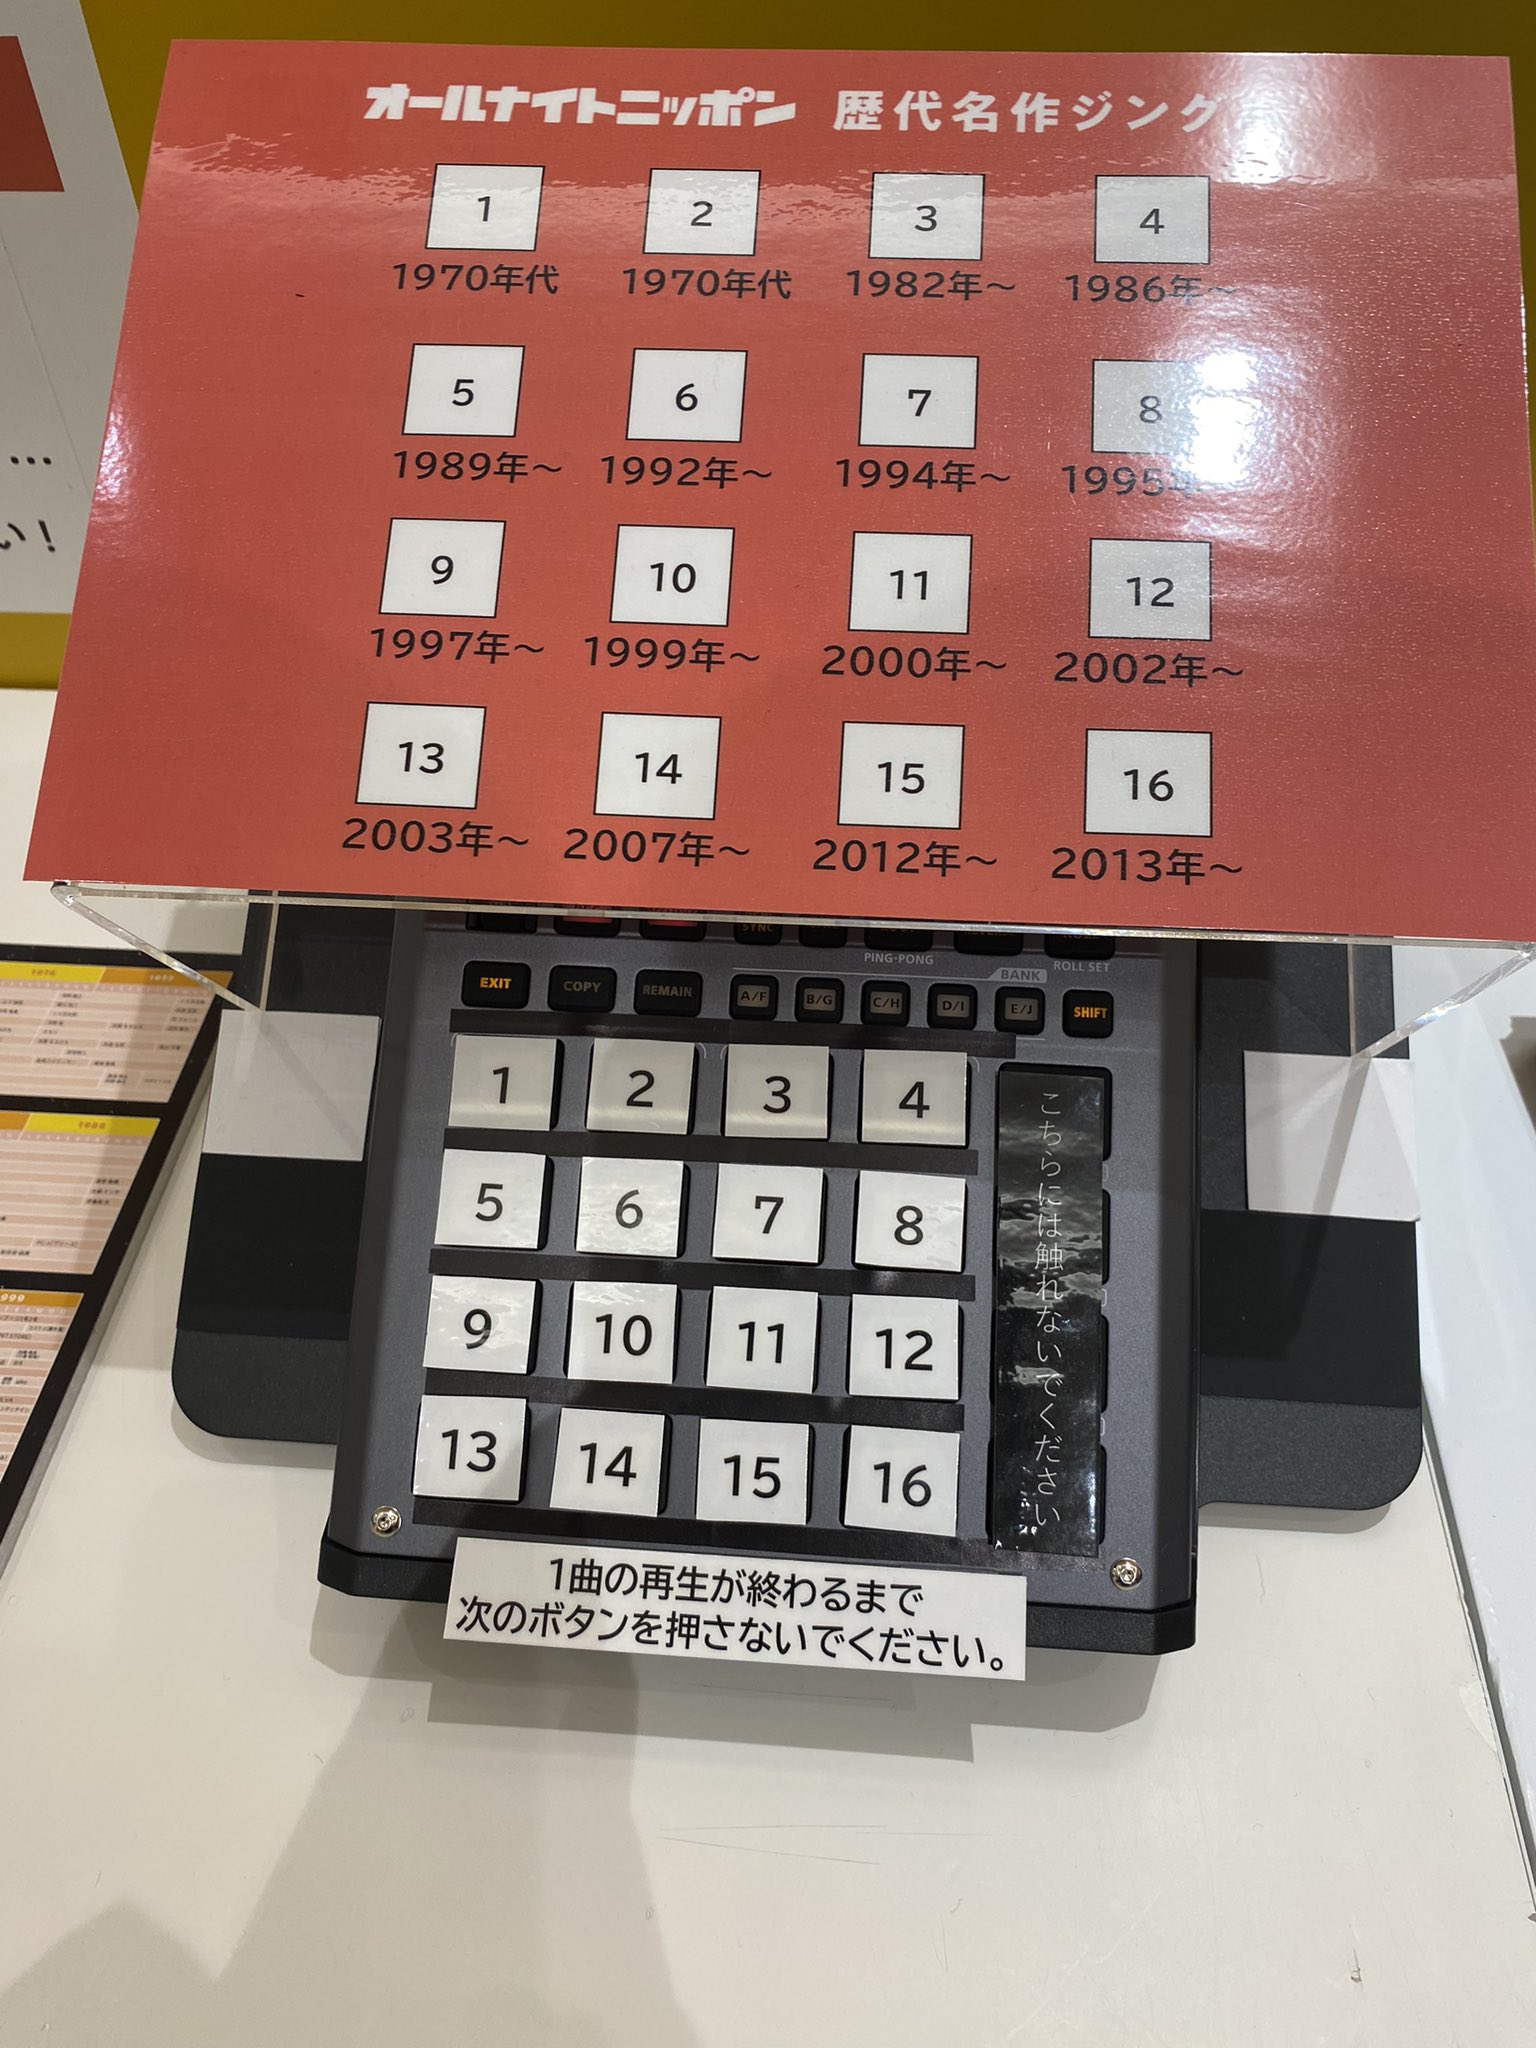 オールナイトニッポン 歴代名作ジング
1 2 3 4
1970年代 1970年代 1982年～ 1986年～
5 6 7 8
1989年～ 1992年～ 1994年～ 1995年
9 10 11 12
1997年～ 1999年～ 2000年～ 2002年～
13 14 15 16
2003年～ 2007年～ 2012年～ 2013年～
...
い!
SYNC
PING-PONG
ROLL SET
BANK
EXIT COPY REMAIN A/F B/G C/H D/I E/J SHIFT
1 2 3 4
5 6 7 8
9 10 11 12
13 14 15 16
こちらには触れないでください
1曲の再生が終わるまで
次のボタンを押さないでください。